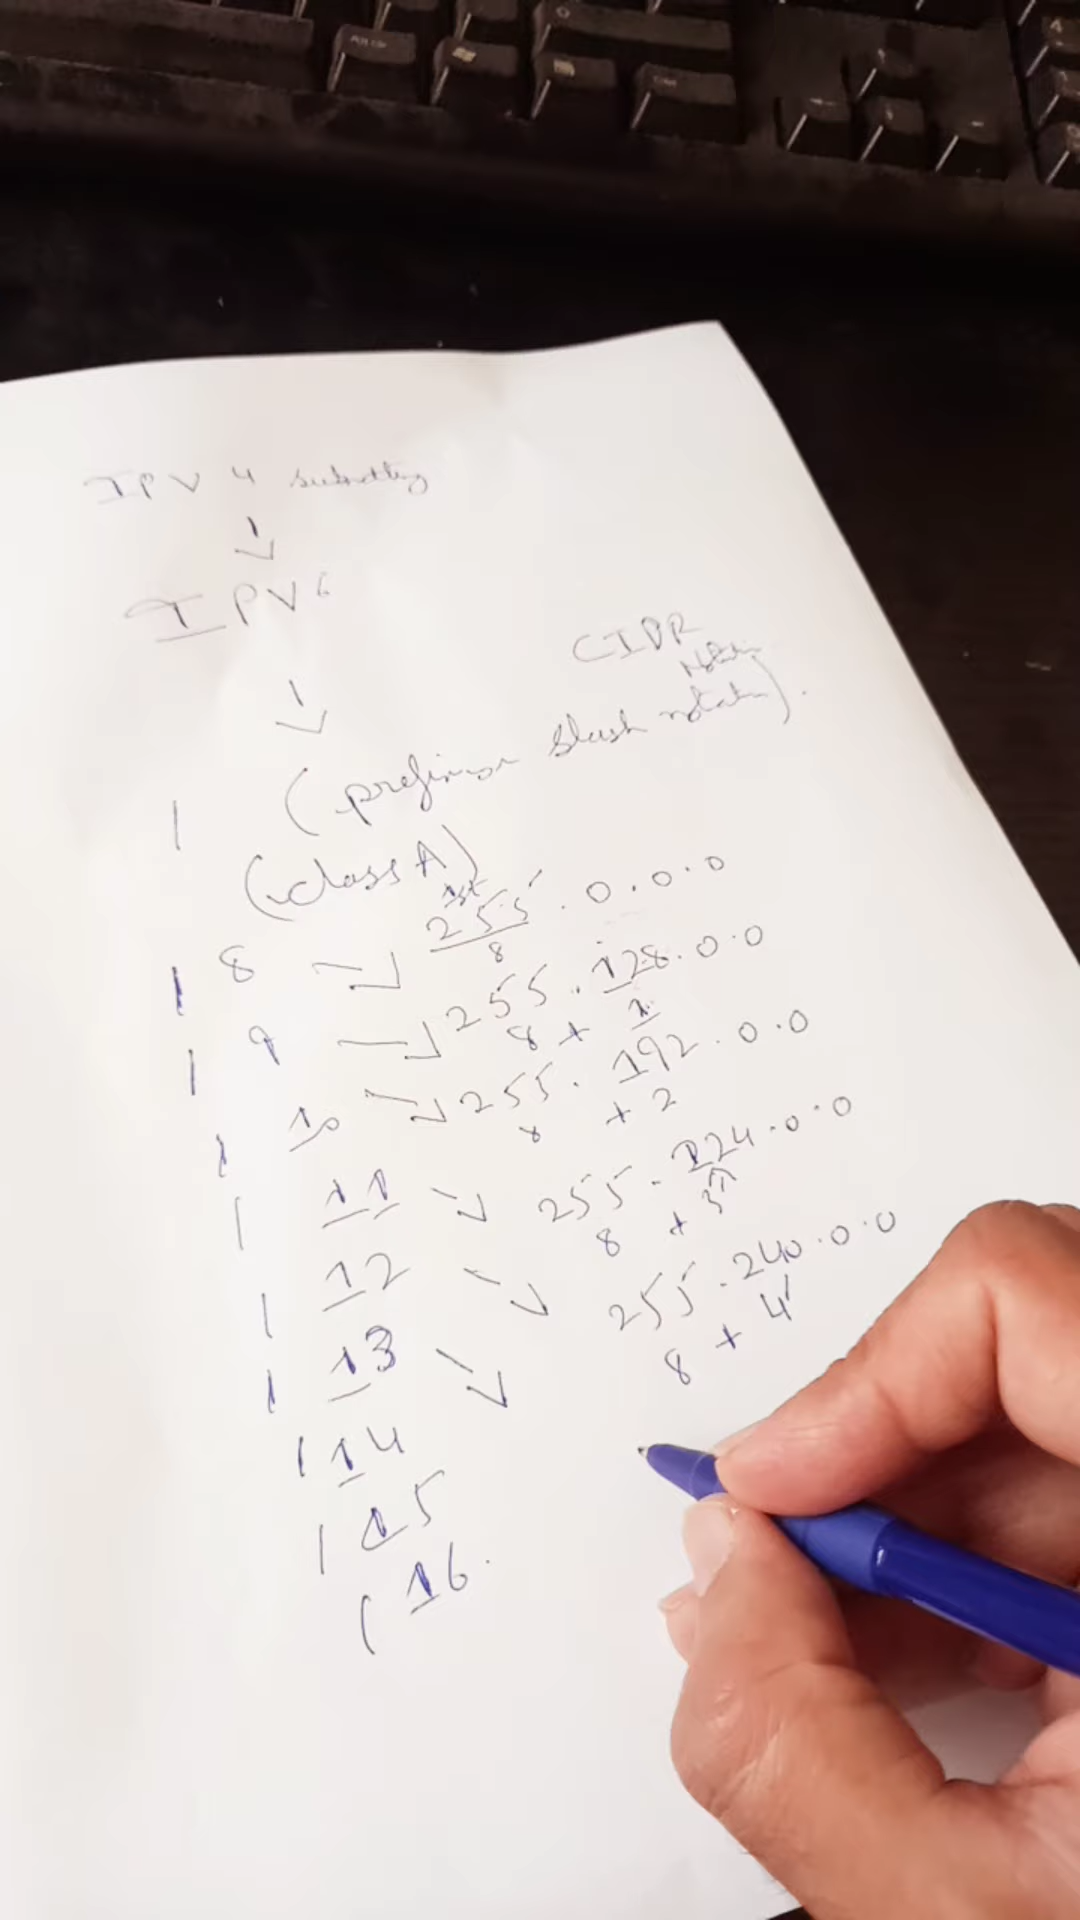 IPV 4 subnetting
IPV6
CIDR
Notation
(prefix or slash notation).
(class A)
1st
/ 8 → 255.0.0.0
8
/ 9 → 255.128.0.0
8 + 1
/ 10 → 255.192.0.0
8 + 2
/ 11 → 255.224.0.0
8 + 3
/ 12 → 255.240.0.0
8 + 4
/ 13 →
/ 14
/ 15
/ 16.